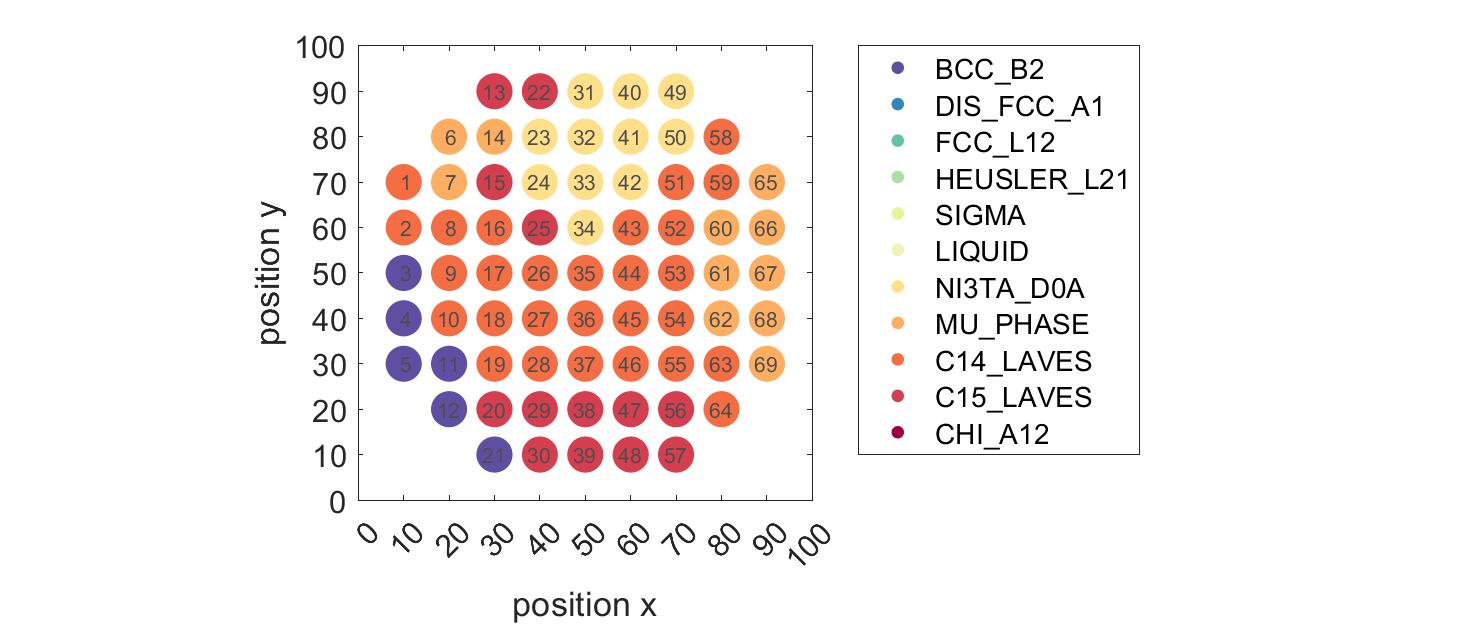 100
90 13 22 31 40 49
80 6 14 23 32 41 50 58
70 1 7 15 24 33 42 51 59 65
60 2 8 16 25 34 43 52 60 66
50 3 9 17 26 35 44 53 61 67
40 4 10 18 27 36 45 54 62 68
30 5 11 19 28 37 46 55 63 69
20 12 20 29 38 47 56 64
10 21 30 39 48 57
0
0 10 20 30 40 50 60 70 80 90 100
position x
position y
BCC_B2
DIS_FCC_A1
FCC_L12
HEUSLER_L21
SIGMA
LIQUID
NI3TA_D0A
MU_PHASE
C14_LAVES
C15_LAVES
CHI_A12